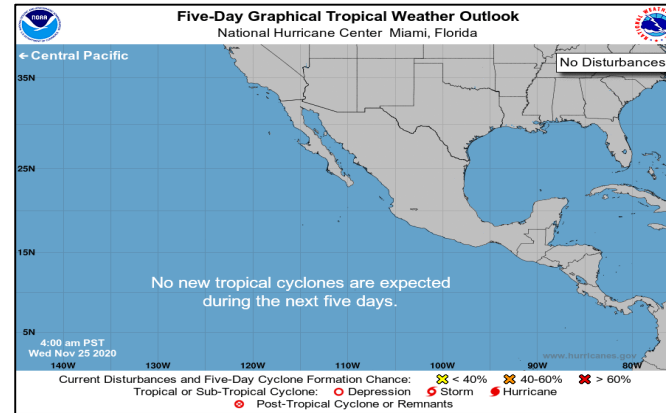 Five-Day Graphical Tropical Weather Outlook
National Hurricane Center Miami, Florida
NOAA
← Central Pacific
No Disturbances
35N
25N
15N
5N
No new tropical cyclones are expected
during the next five days.
4:00 am PST
Wed Nov 25 2020
www.hurricanes.gov
140W 130W 120W 110W 100W 90W 80W
Current Disturbances and Five-Day Cyclone Formation Chance: < 40% 40-60% > 60%
Tropical or Sub-Tropical Cyclone: Depression Storm Hurricane
Post-Tropical Cyclone or Remnants